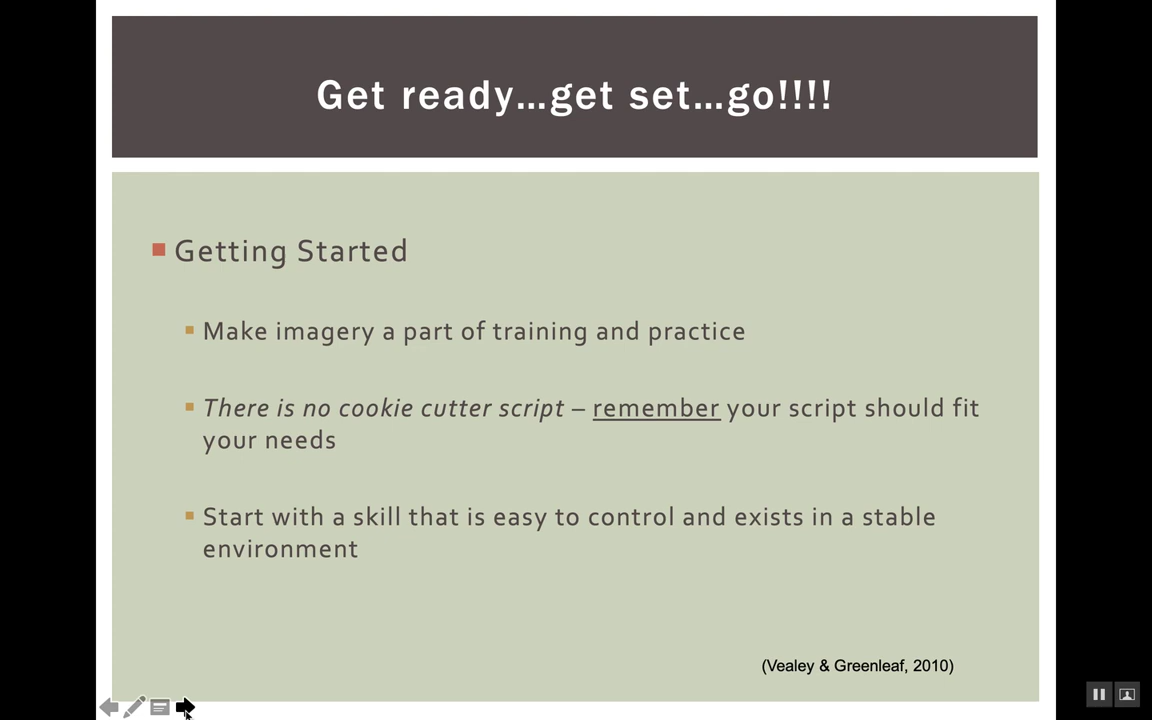 Get ready...get set...go!!!!
Getting Started
Make imagery a part of training and practice
There is no cookie cutter script – remember your script should fit
your needs
Start with a skill that is easy to control and exists in a stable
environment
(Vealey & Greenleaf, 2010)